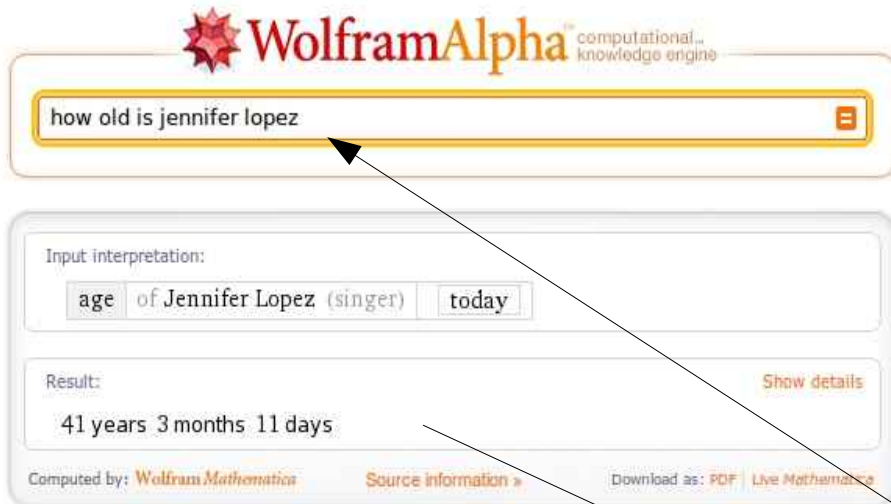 WolframAlpha™ computational... knowledge engine
how old is jennifer lopez
Input interpretation:
age of Jennifer Lopez (singer) today
Result: Show details
41 years 3 months 11 days
Computed by: Wolfram Mathematica Source information » Download as: PDF | Live Mathematica